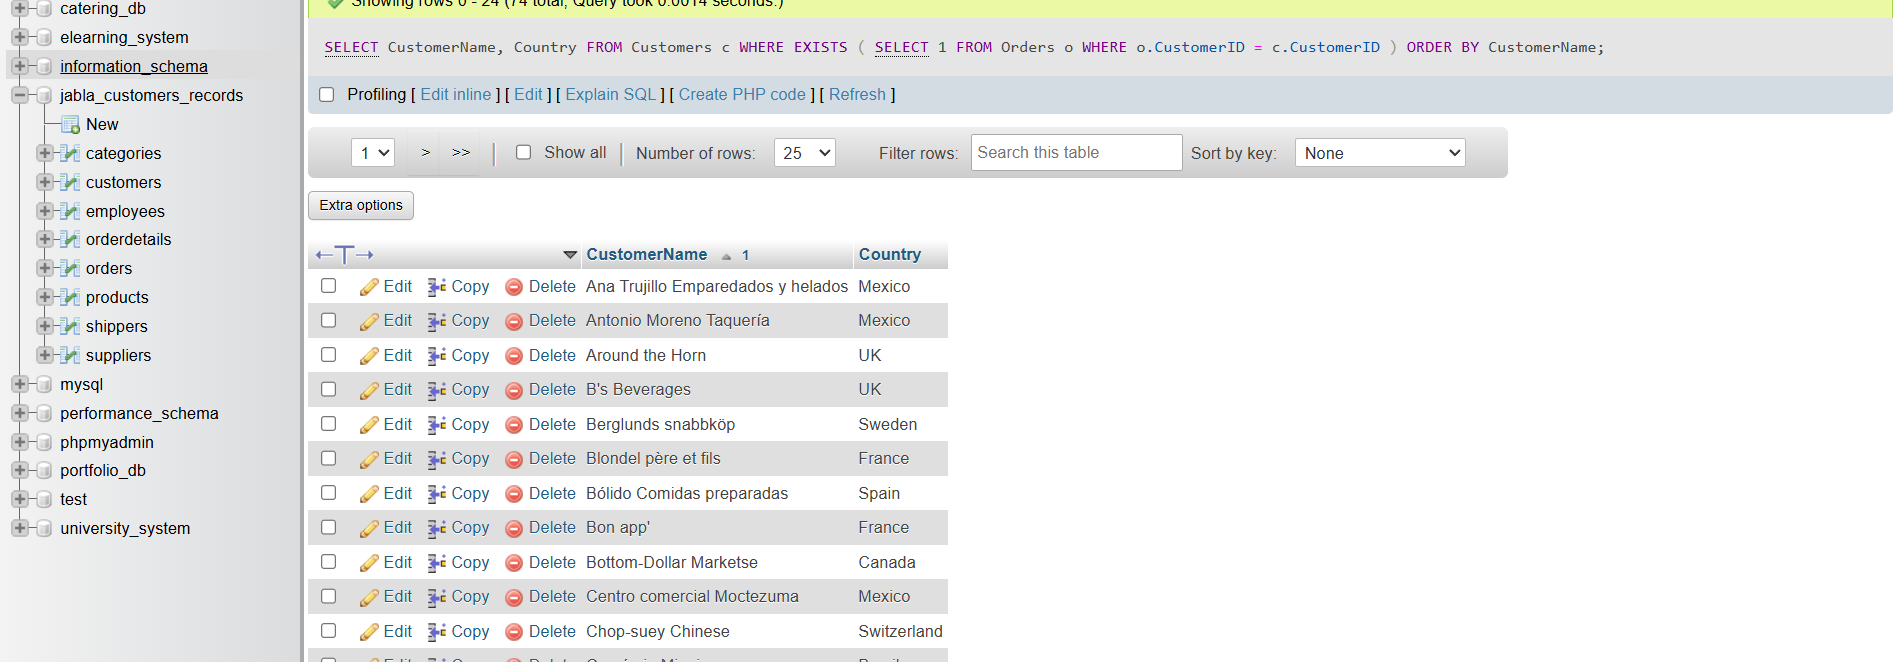 catering_db
elearning_system
information_schema
jabla_customers_records
New
categories
customers
employees
orderdetails
orders
products
shippers
suppliers
mysql
performance_schema
phpmyadmin
portfolio_db
test
university_system
Showing rows 0 - 24 (74 total, Query took 0.0014 seconds.)
SELECT CustomerName, Country FROM Customers c WHERE EXISTS ( SELECT 1 FROM Orders o WHERE o.CustomerID = c.CustomerID ) ORDER BY CustomerName;
Profiling [ Edit inline ] [ Edit ] [ Explain SQL ] [ Create PHP code ] [ Refresh ]
1 > >> Show all Number of rows: 25 Filter rows: Search this table Sort by key: None
Extra options
CustomerName 1 Country
Edit Copy Delete Ana Trujillo Emparedados y helados Mexico
Edit Copy Delete Antonio Moreno Taquería Mexico
Edit Copy Delete Around the Horn UK
Edit Copy Delete B's Beverages UK
Edit Copy Delete Berglunds snabbköp Sweden
Edit Copy Delete Blondel père et fils France
Edit Copy Delete Bólido Comidas preparadas Spain
Edit Copy Delete Bon app' France
Edit Copy Delete Bottom-Dollar Marketse Canada
Edit Copy Delete Centro comercial Moctezuma Mexico
Edit Copy Delete Chop-suey Chinese Switzerland